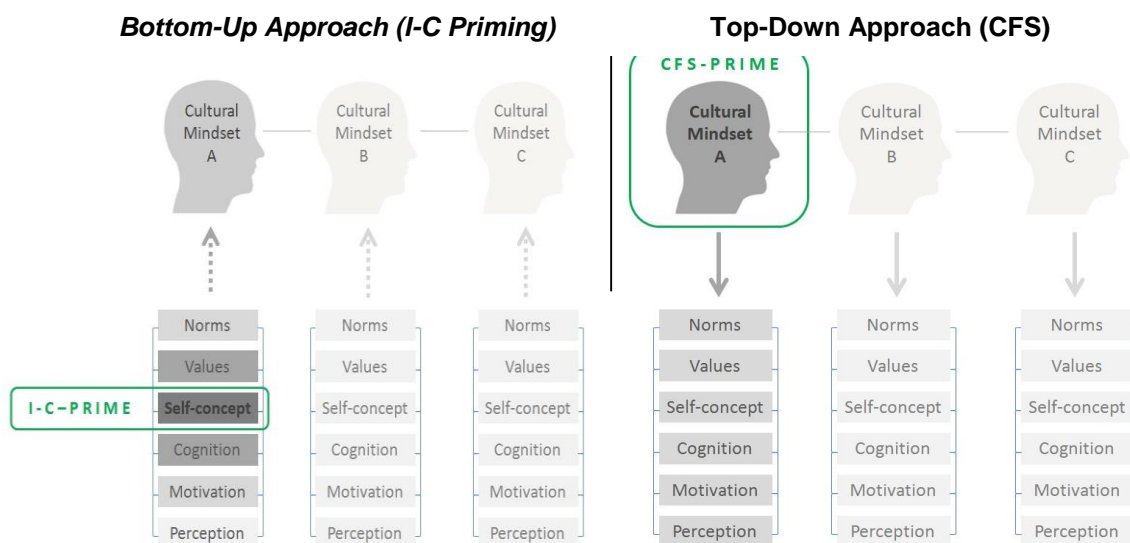 Bottom-Up Approach (I-C Priming)
Top-Down Approach (CFS)
Cultural
Mindset
A
Cultural
Mindset
B
Cultural
Mindset
C
Norms
Values
Self-concept
Cognition
Motivation
Perception
I-C–PRIME
Norms
Values
Self-concept
Cognition
Motivation
Perception
Norms
Values
Self-concept
Cognition
Motivation
Perception
CFS-PRIME
Cultural
Mindset
A
Cultural
Mindset
B
Cultural
Mindset
C
Norms
Values
Self-concept
Cognition
Motivation
Perception
Norms
Values
Self-concept
Cognition
Motivation
Perception
Norms
Values
Self-concept
Cognition
Motivation
Perception